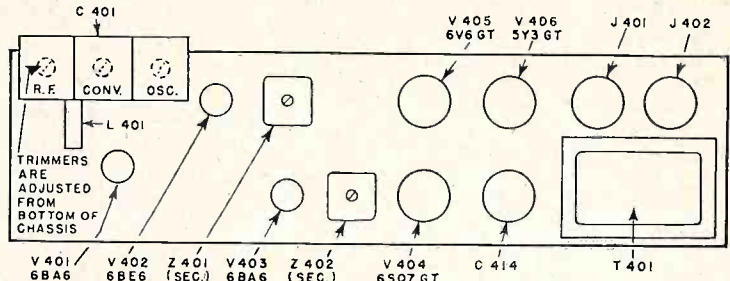 C 401
V 405 V 406 J 401 J 402
6V6 GT 5Y3 GT
R.F. CONV. OSC.
L 401
TRIMMERS
ARE
ADJUSTED
FROM
BOTTOM OF
CHASSIS
V 401 V 402 Z 401 V 403 Z 402 V 404 C 414 T 401
6BA6 6BE6 (SEC.) 6BA6 (SEC.) 6SQ7 GT